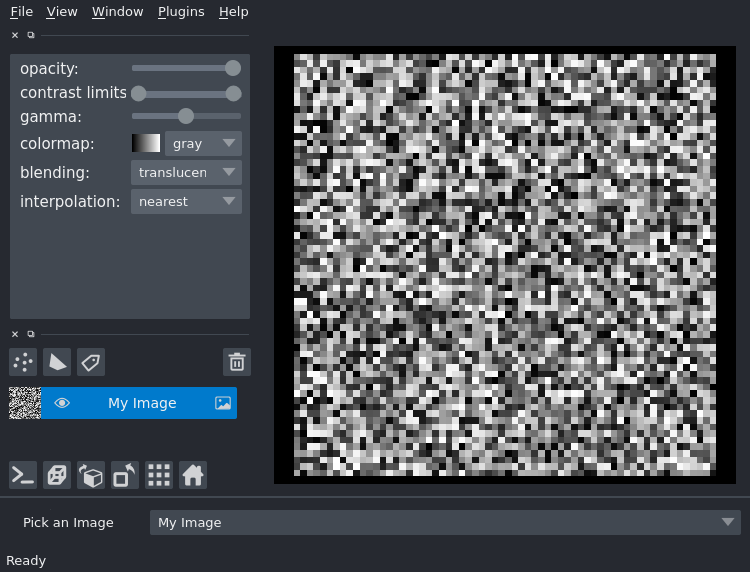 File View Window Plugins Help
opacity:
contrast limits
gamma:
colormap: gray
blending: translucen
interpolation: nearest
My Image
Pick an Image My Image
Ready